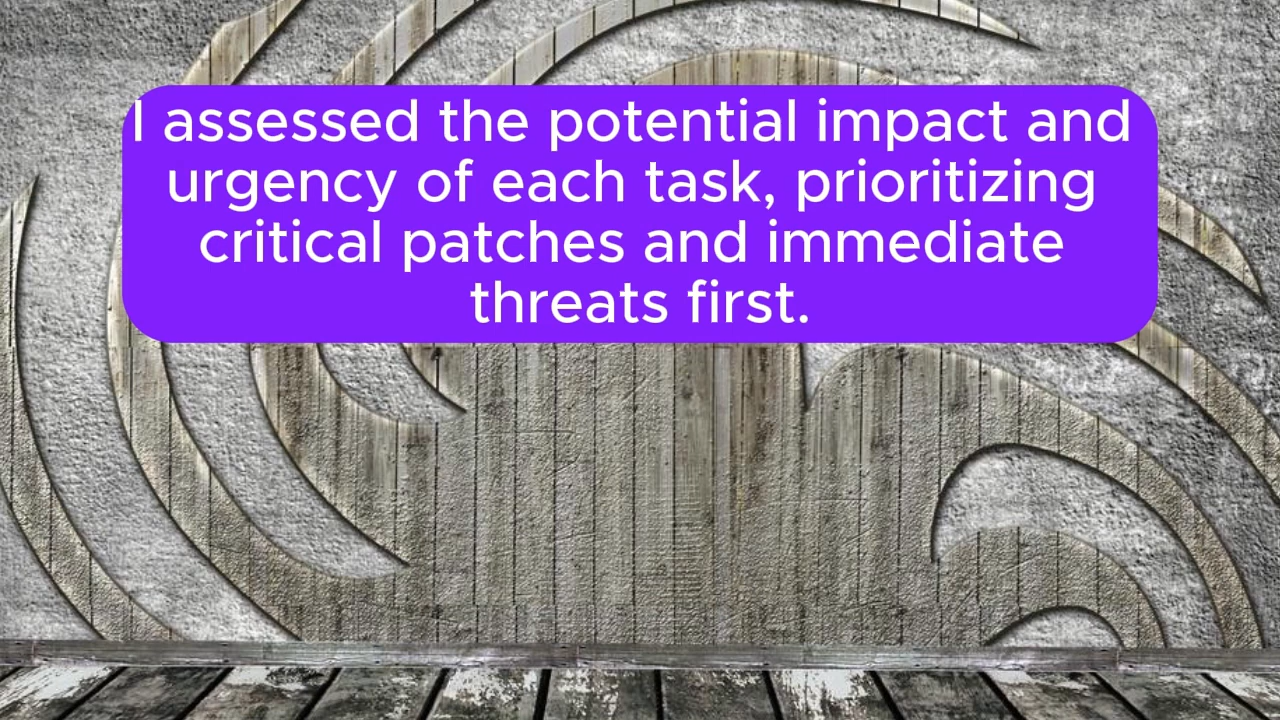 I assessed the potential impact and
urgency of each task, prioritizing
critical patches and immediate
threats first.